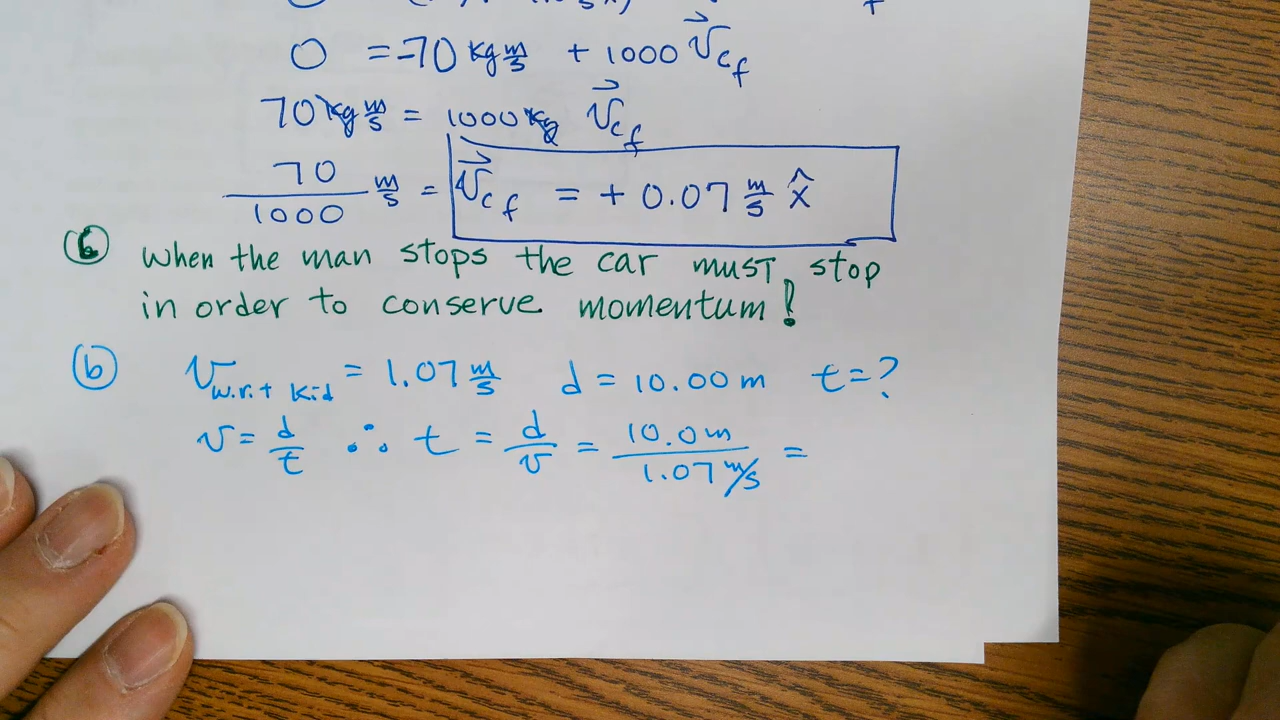 0 = -70 kg m/s + 1000 v⃗cf
70 kg m/s = 1000 kg v⃗cf
70/1000 m/s = v⃗cf = + 0.07 m/s x̂
when the man stops the car must stop
in order to conserve momentum!
(b) vw.r.t kid = 1.07 m/s d = 10.00 m t = ?
v = d/t ∴ t = d/v = 10.0 m/1.07 m/s =